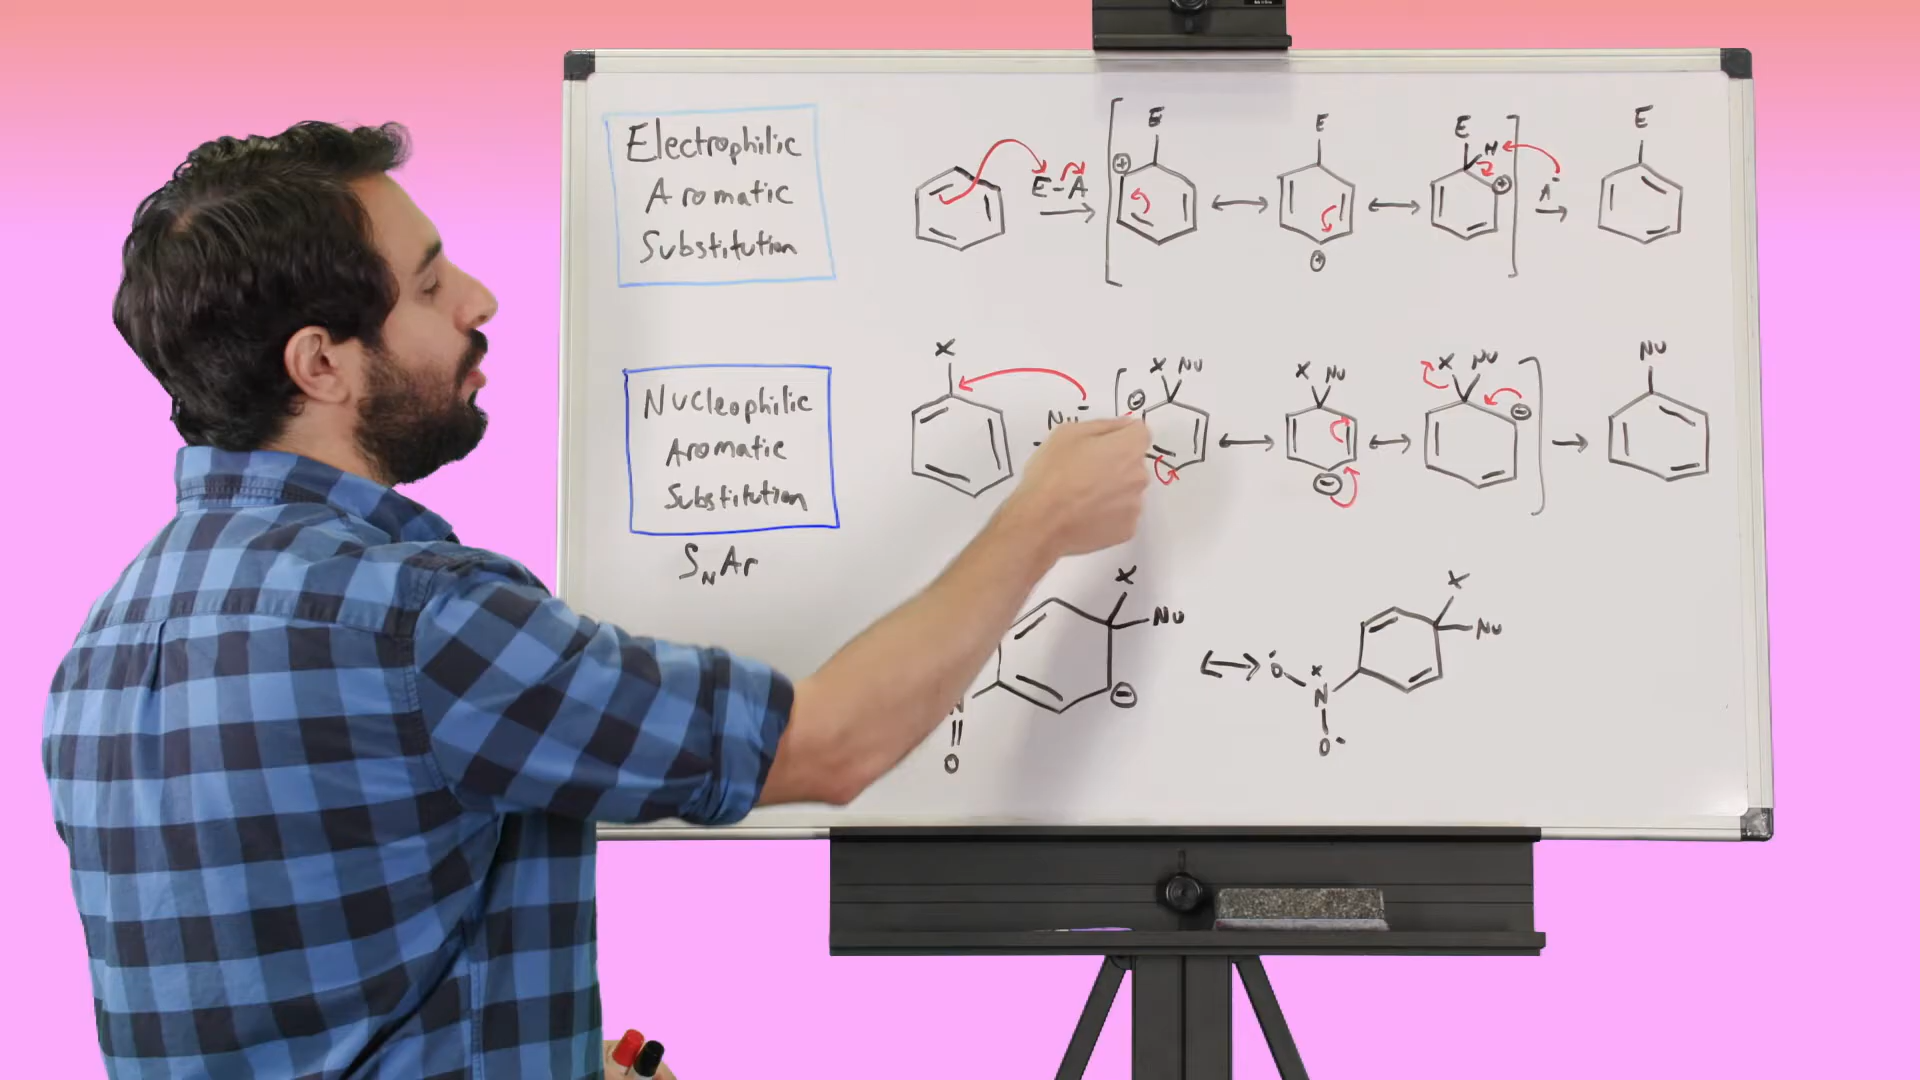 Electrophilic
Aromatic
Substitution
E
E
E
H
E
E-A
A⁻
⊕
⊕
⊕
Nucleophilic
Aromatic
Substitution
SNAr
X
Nu⁻
X Nu
⊖
X Nu
⊖
X Nu
⊖
Nu
X
Nu
⊖
N
O
X
Nu
O
N
O